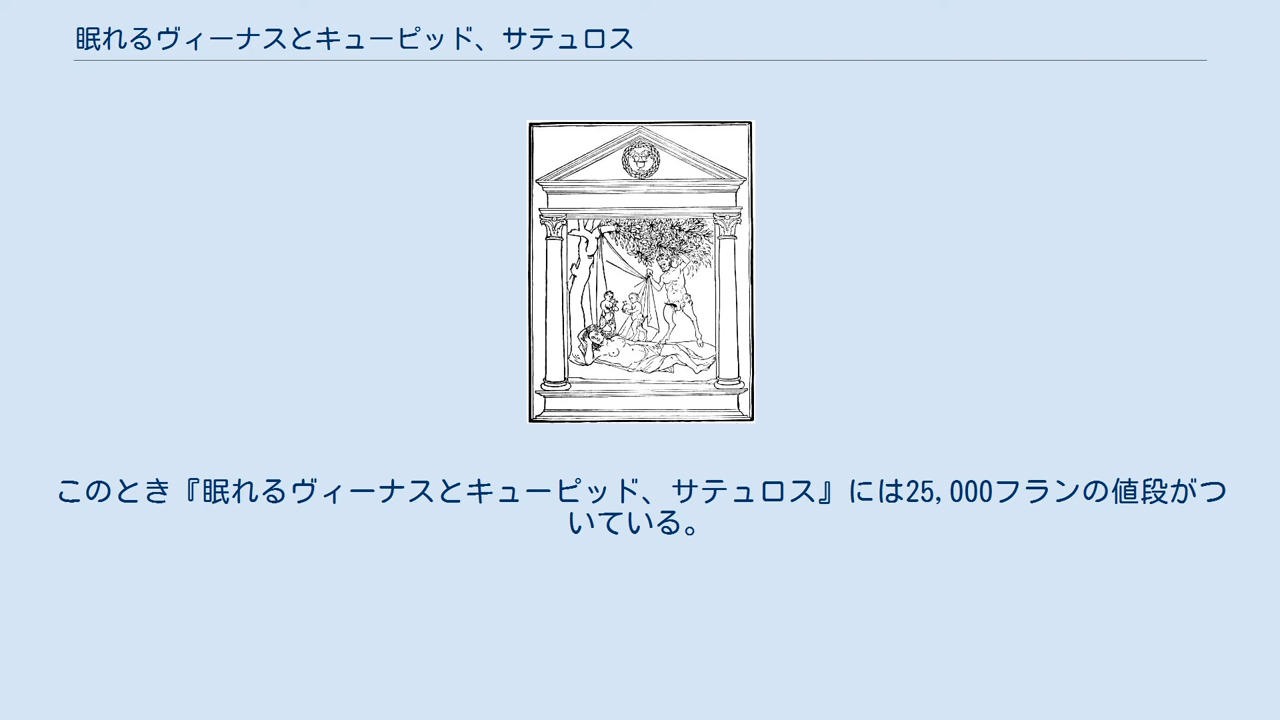 眠れるヴィーナスとキューピッド、サテュロス
このとき『眠れるヴィーナスとキューピッド、サテュロス』には25,000フランの値段がつ
いている。